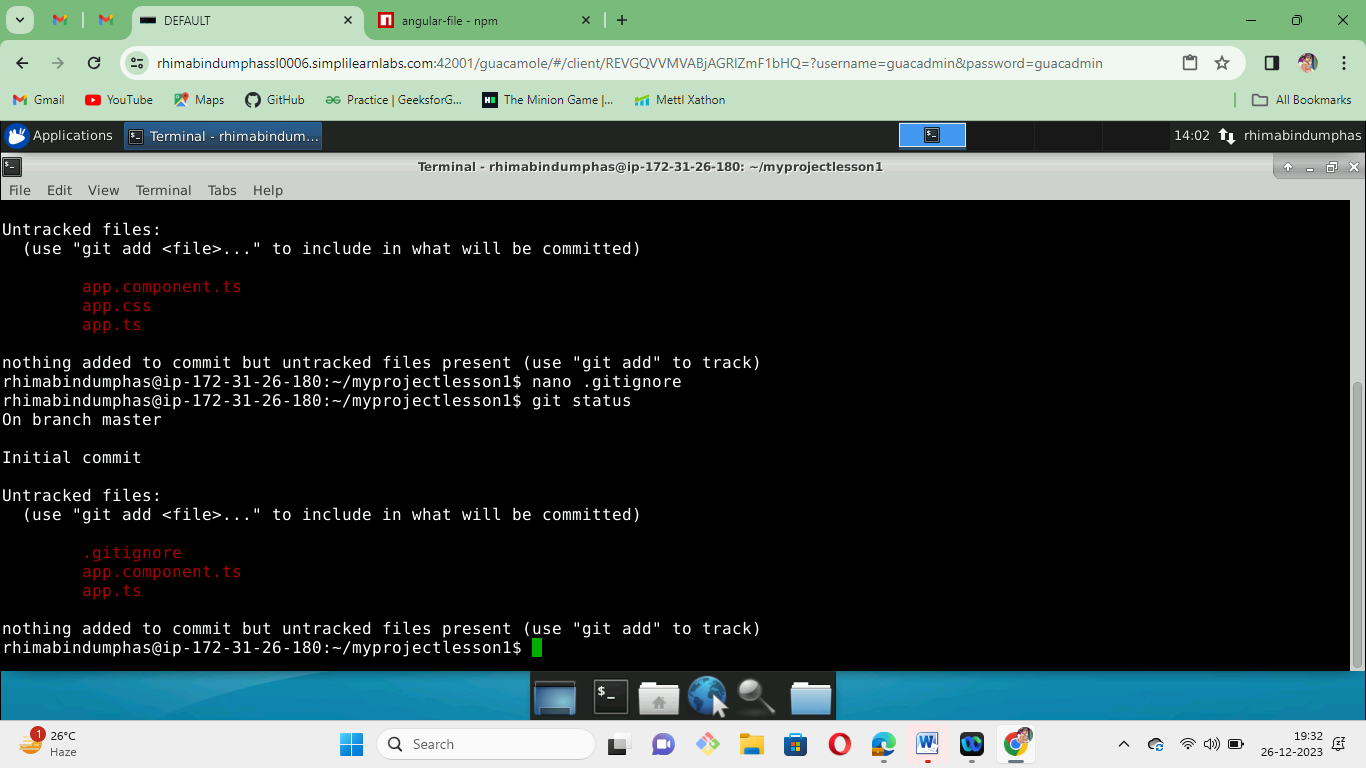 DEFAULT
angular-file - npm
rhimabindumphassl0006.simplilearnlabs.com:42001/guacamole/#/client/REVGQVVMVABjAGRlZmF1bHQ=?username=guacadmin&password=guacadmin
Gmail YouTube Maps GitHub Practice | GeeksforG... The Minion Game |... Mettl Xathon All Bookmarks
Applications Terminal - rhimabindum... 14:02 rhimabindumphas
Terminal - rhimabindumphas@ip-172-31-26-180: ~/myprojectlesson1
File Edit View Terminal Tabs Help
Untracked files:
(use "git add <file>..." to include in what will be committed)
app.component.ts
app.css
app.ts
nothing added to commit but untracked files present (use "git add" to track)
rhimabindumphas@ip-172-31-26-180:~/myprojectlesson1$ nano .gitignore
rhimabindumphas@ip-172-31-26-180:~/myprojectlesson1$ git status
On branch master
Initial commit
Untracked files:
(use "git add <file>..." to include in what will be committed)
.gitignore
app.component.ts
app.ts
nothing added to commit but untracked files present (use "git add" to track)
rhimabindumphas@ip-172-31-26-180:~/myprojectlesson1$
1
26°C
Haze
Search
19:32
26-12-2023